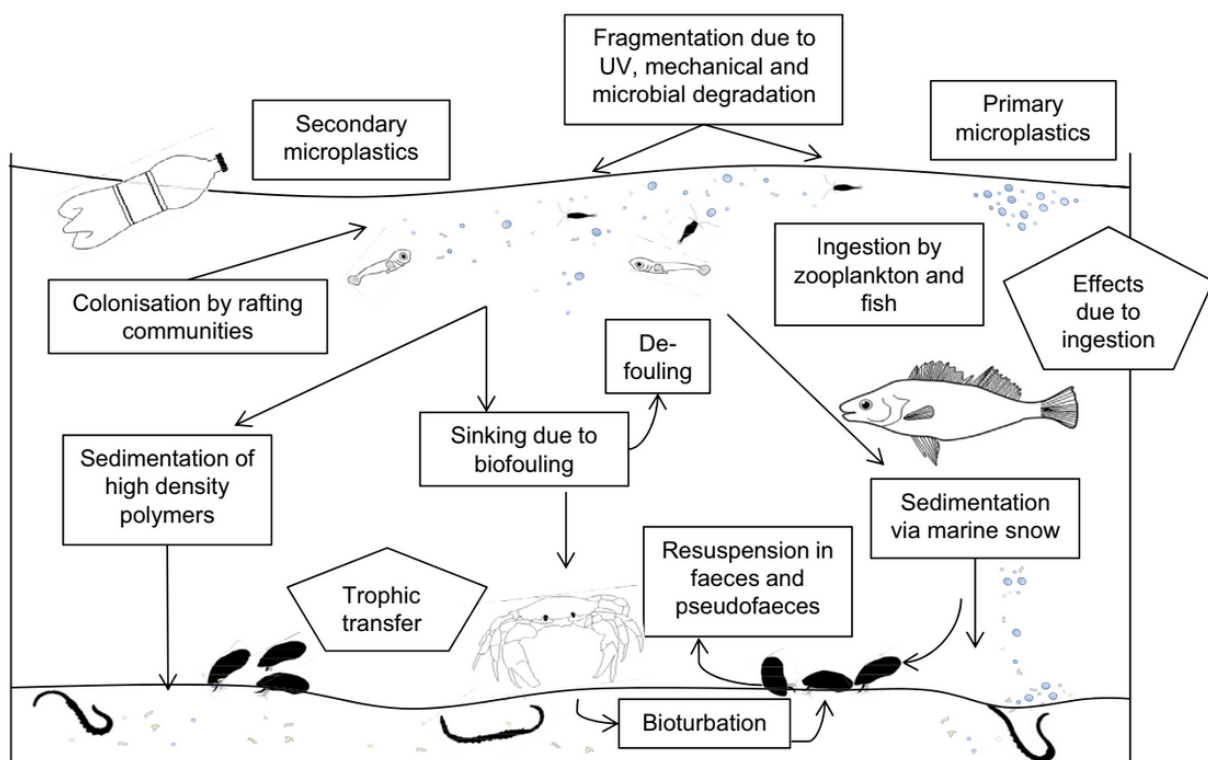 Fragmentation due to
UV, mechanical and
microbial degradation
Primary
microplastics
Secondary
microplastics
Ingestion by
zooplankton and
fish
Effects
due to
ingestion
Colonisation by rafting
communities
De-
fouling
Sinking due to
biofouling
Sedimentation of
high density
polymers
Sedimentation
via marine snow
Resuspension in
faeces and
pseudofaeces
Trophic
transfer
Bioturbation